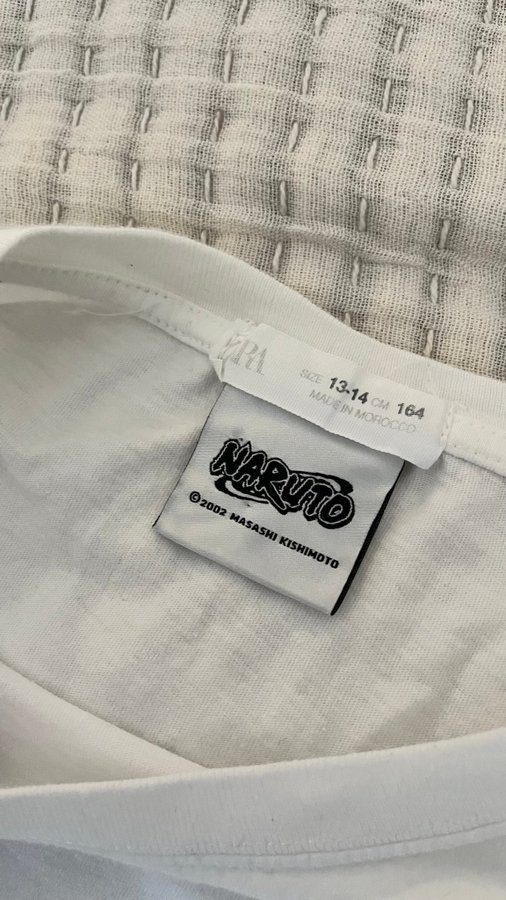 ZARA
SIZE 13-14 CM 164
MADE IN MOROCCO
NARUTO
©2002 MASASHI KISHIMOTO